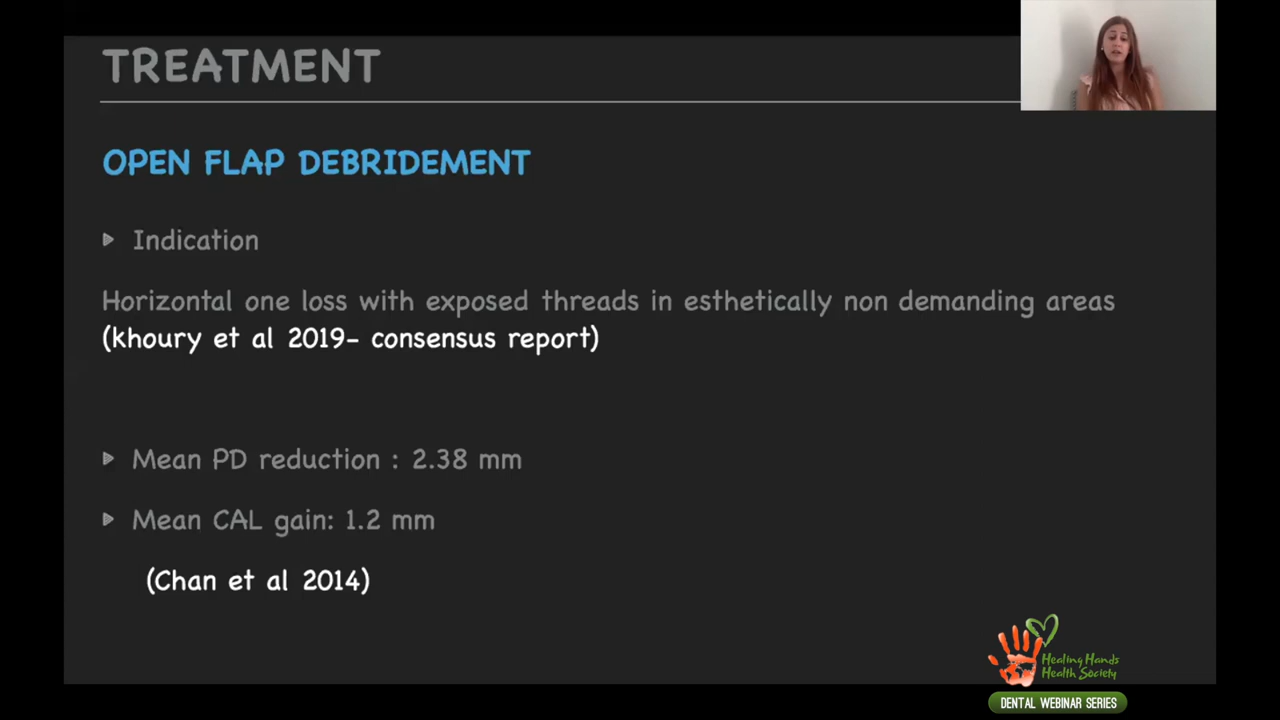 TREATMENT
OPEN FLAP DEBRIDEMENT
Indication
Horizontal one loss with exposed threads in esthetically non demanding areas
(khoury et al 2019- consensus report)
Mean PD reduction : 2.38 mm
Mean CAL gain: 1.2 mm
(Chan et al 2014)
Healing Hands
Health Society
DENTAL WEBINAR SERIES